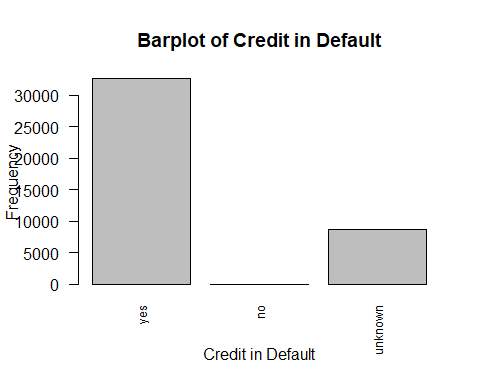 Barplot of Credit in Default
Frequency
30000
25000
20000
15000
10000
5000
0
yes
no
unknown
Credit in Default